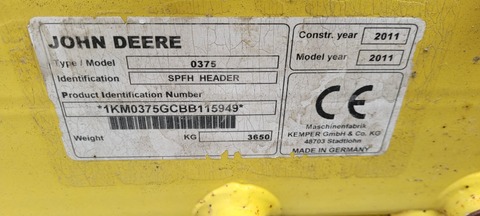 JOHN DEERE
Type / Model 0375
Identification SPFH HEADER
Product Identification Number
*1KM0375GCBB115949*
Weight KG 3650
Constr. year 2011
Model year 2011
CE
Maschinenfabrik
KEMPER GmbH & Co. KG
48703 Stadtlohn
MADE IN GERMANY